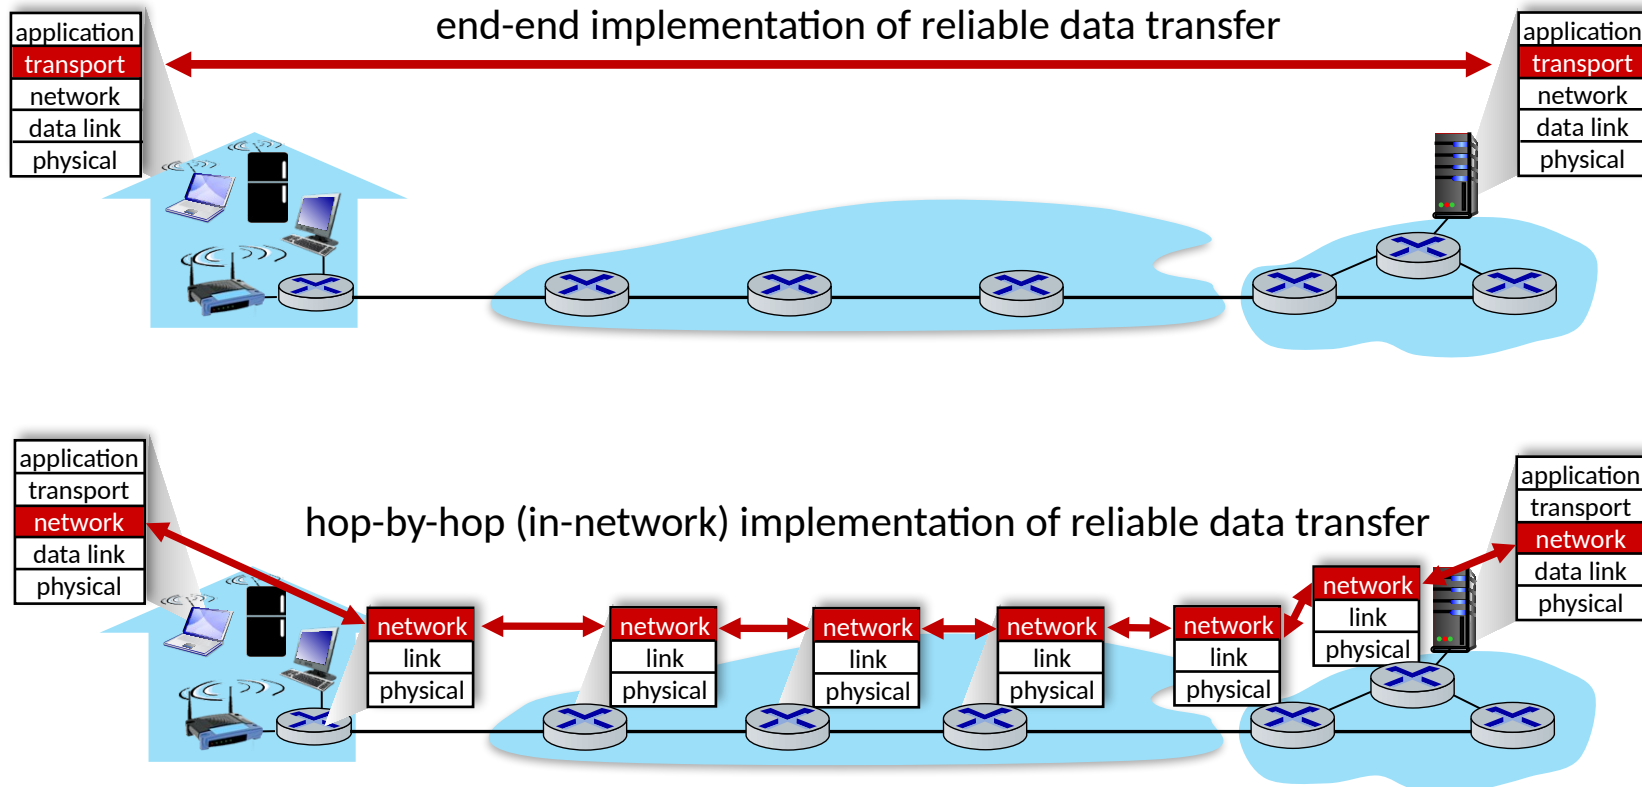 end-end implementation of reliable data transfer
application
transport
network
data link
physical
application
transport
network
data link
physical
hop-by-hop (in-network) implementation of reliable data transfer
application
transport
network
data link
physical
network
link
physical
network
link
physical
network
link
physical
network
link
physical
network
link
physical
network
link
physical
application
transport
network
data link
physical